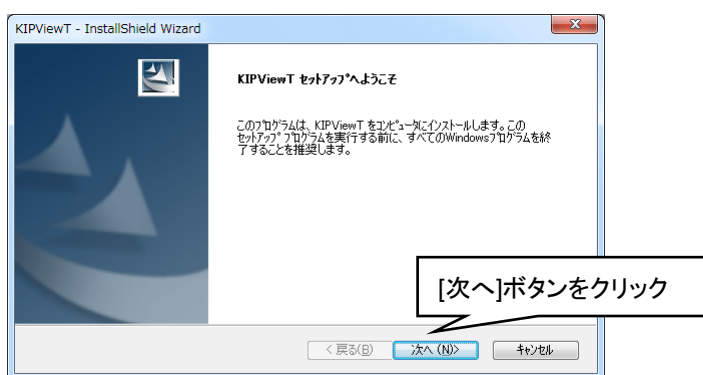 KIPViewT - InstallShield Wizard
KIPViewT ｾｯﾄｱｯﾌﾟへようこそ
このﾌﾟﾛｸﾞﾗﾑは、KIPViewT をｺﾝﾋﾟｭｰﾀにｲﾝｽﾄｰﾙします。この
ｾｯﾄｱｯﾌﾟ ﾌﾟﾛｸﾞﾗﾑを実行する前に、すべてのWindowsﾌﾟﾛｸﾞﾗﾑを終
了することを推奨します。
[次へ]ボタンをクリック
< 戻る(B)
次へ (N)>
ｷｬﾝｾﾙ